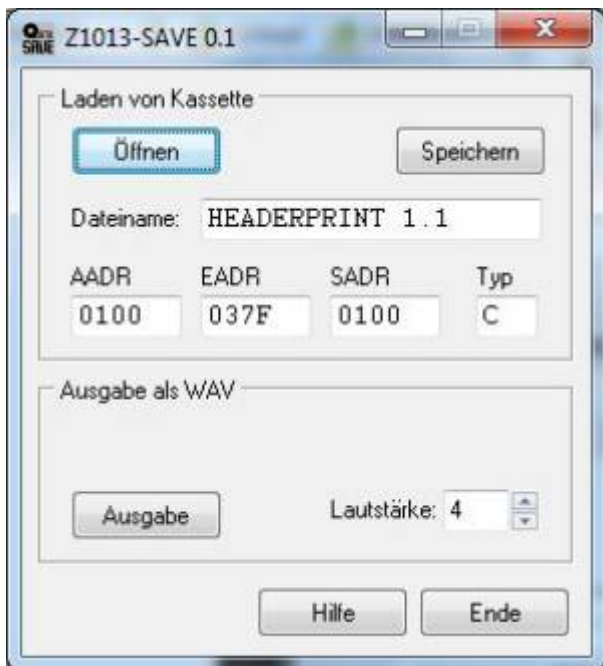 Z1013-SAVE 0.1
Laden von Kassette
Öffnen Speichern
Dateiname: HEADERPRINT 1.1
AADR EADR SADR Typ
0100 037F 0100 C
Ausgabe als WAV
Ausgabe Lautstärke: 4
Hilfe Ende